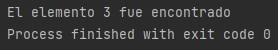 El elemento 3 fue encontrado
Process finished with exit code 0